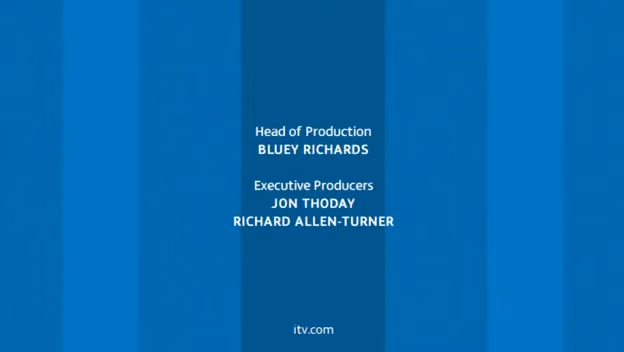 Head of Production
BLUEY RICHARDS
Executive Producers
JON THODAY
RICHARD ALLEN-TURNER
itv.com